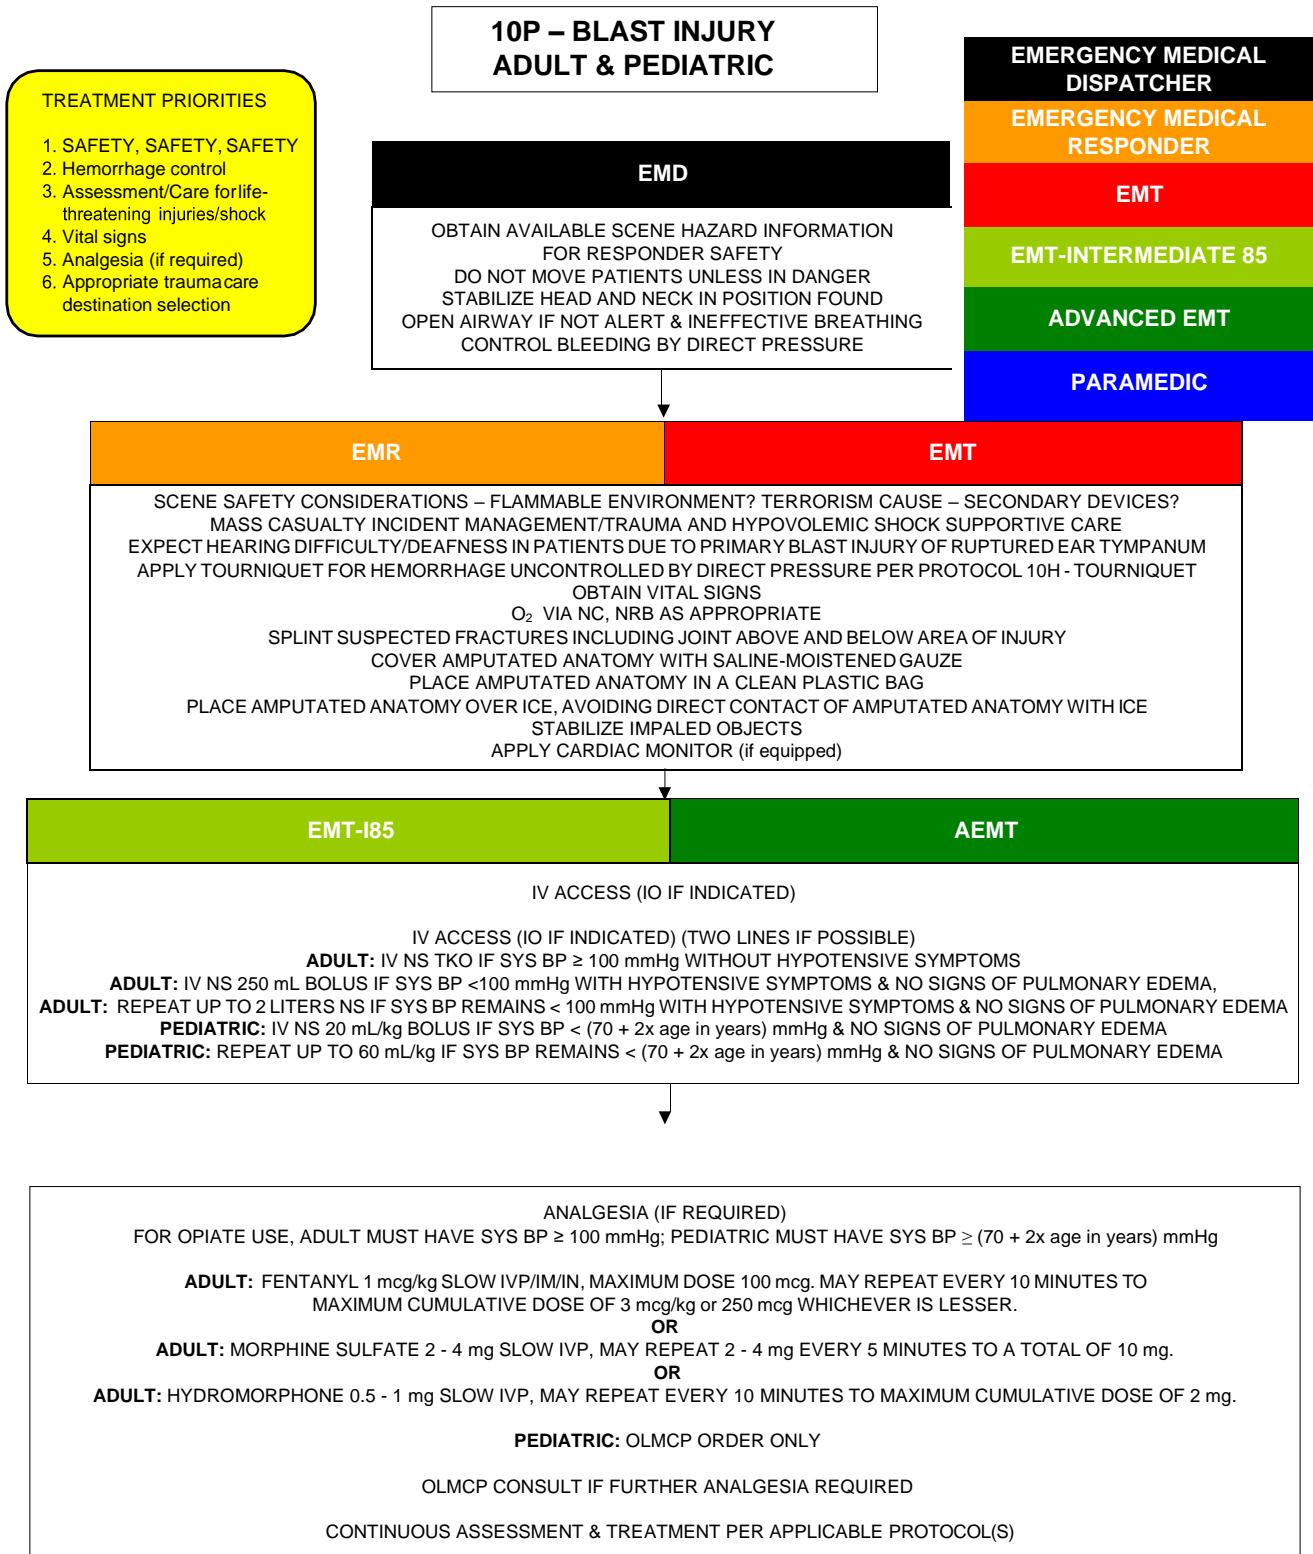 10P – BLAST INJURY
ADULT & PEDIATRIC
TREATMENT PRIORITIES
1. SAFETY, SAFETY, SAFETY
2. Hemorrhage control
3. Assessment/Care for life-
threatening injuries/shock
4. Vital signs
5. Analgesia (if required)
6. Appropriate trauma care
destination selection
EMERGENCY MEDICAL
DISPATCHER
EMERGENCY MEDICAL
RESPONDER
EMT
EMT-INTERMEDIATE 85
ADVANCED EMT
PARAMEDIC
EMD
OBTAIN AVAILABLE SCENE HAZARD INFORMATION
FOR RESPONDER SAFETY
DO NOT MOVE PATIENTS UNLESS IN DANGER
STABILIZE HEAD AND NECK IN POSITION FOUND
OPEN AIRWAY IF NOT ALERT & INEFFECTIVE BREATHING
CONTROL BLEEDING BY DIRECT PRESSURE
EMR
EMT
SCENE SAFETY CONSIDERATIONS – FLAMMABLE ENVIRONMENT? TERRORISM CAUSE – SECONDARY DEVICES?
MASS CASUALTY INCIDENT MANAGEMENT/TRAUMA AND HYPOVOLEMIC SHOCK SUPPORTIVE CARE
EXPECT HEARING DIFFICULTY/DEAFNESS IN PATIENTS DUE TO PRIMARY BLAST INJURY OF RUPTURED EAR TYMPANUM
APPLY TOURNIQUET FOR HEMORRHAGE UNCONTROLLED BY DIRECT PRESSURE PER PROTOCOL 10H - TOURNIQUET
OBTAIN VITAL SIGNS
O₂ VIA NC, NRB AS APPROPRIATE
SPLINT SUSPECTED FRACTURES INCLUDING JOINT ABOVE AND BELOW AREA OF INJURY
COVER AMPUTATED ANATOMY WITH SALINE-MOISTENED GAUZE
PLACE AMPUTATED ANATOMY IN A CLEAN PLASTIC BAG
PLACE AMPUTATED ANATOMY OVER ICE, AVOIDING DIRECT CONTACT OF AMPUTATED ANATOMY WITH ICE
STABILIZE IMPALED OBJECTS
APPLY CARDIAC MONITOR (if equipped)
EMT-I85
AEMT
IV ACCESS (IO IF INDICATED)
IV ACCESS (IO IF INDICATED) (TWO LINES IF POSSIBLE)
ADULT: IV NS TKO IF SYS BP ≥ 100 mmHg WITHOUT HYPOTENSIVE SYMPTOMS
ADULT: IV NS 250 mL BOLUS IF SYS BP <100 mmHg WITH HYPOTENSIVE SYMPTOMS & NO SIGNS OF PULMONARY EDEMA,
ADULT: REPEAT UP TO 2 LITERS NS IF SYS BP REMAINS < 100 mmHg WITH HYPOTENSIVE SYMPTOMS & NO SIGNS OF PULMONARY EDEMA
PEDIATRIC: IV NS 20 mL/kg BOLUS IF SYS BP < (70 + 2x age in years) mmHg & NO SIGNS OF PULMONARY EDEMA
PEDIATRIC: REPEAT UP TO 60 mL/kg IF SYS BP REMAINS < (70 + 2x age in years) mmHg & NO SIGNS OF PULMONARY EDEMA
ANALGESIA (IF REQUIRED)
FOR OPIATE USE, ADULT MUST HAVE SYS BP ≥ 100 mmHg; PEDIATRIC MUST HAVE SYS BP ≥ (70 + 2x age in years) mmHg
ADULT: FENTANYL 1 mcg/kg SLOW IVP/IM/IN, MAXIMUM DOSE 100 mcg. MAY REPEAT EVERY 10 MINUTES TO
MAXIMUM CUMULATIVE DOSE OF 3 mcg/kg or 250 mcg WHICHEVER IS LESSER.
OR
ADULT: MORPHINE SULFATE 2 - 4 mg SLOW IVP, MAY REPEAT 2 - 4 mg EVERY 5 MINUTES TO A TOTAL OF 10 mg.
OR
ADULT: HYDROMORPHONE 0.5 - 1 mg SLOW IVP, MAY REPEAT EVERY 10 MINUTES TO MAXIMUM CUMULATIVE DOSE OF 2 mg.
PEDIATRIC: OLMCP ORDER ONLY
OLMCP CONSULT IF FURTHER ANALGESIA REQUIRED
CONTINUOUS ASSESSMENT & TREATMENT PER APPLICABLE PROTOCOL(S)